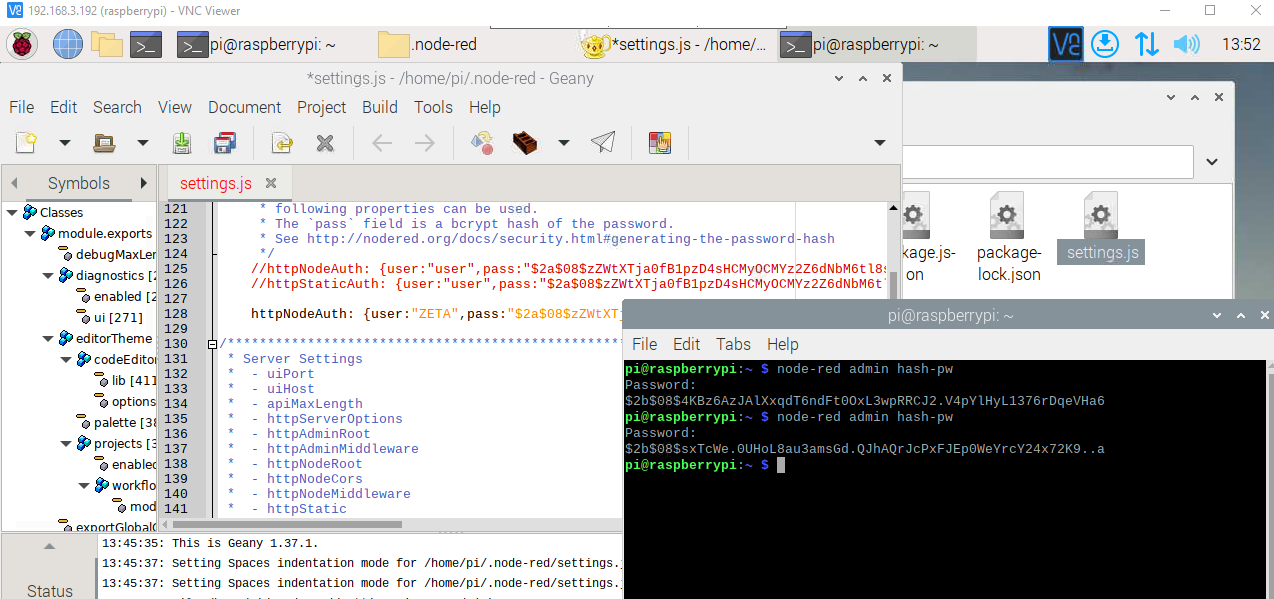 192.168.3.192 (raspberrypi) - VNC Viewer
pi@raspberrypi: ~
.node-red
*settings.js - /home/...
pi@raspberrypi: ~
13:52
*settings.js - /home/pi/.node-red - Geany
File Edit Search View Document Project Build Tools Help
Symbols
settings.js
Classes
module.exports
debugMaxLen
diagnostics [2
enabled [2
ui [271]
editorTheme
codeEditor
lib [411
options
palette [38
projects [3
enabled
workflo
mod
exportGlobalC
121 * following properties can be used.
122 * The `pass` field is a bcrypt hash of the password.
123 * See http://nodered.org/docs/security.html#generating-the-password-hash
124 */
125 //httpNodeAuth: {user:"user",pass:"$2a$08$zZWtXTja0fB1pzD4sHCMyOCMYz2Z6dNbM6tl8s
126 //httpStaticAuth: {user:"user",pass:"$2a$08$zZWtXTja0fB1pzD4sHCMyOCMYz2Z6dNbM6tl
127
128 httpNodeAuth: {user:"ZETA",pass:"$2a$08$zZWtXTj
129
130 /****************************************************
131 * Server Settings
132 * - uiPort
133 * - uiHost
134 * - apiMaxLength
135 * - httpServerOptions
136 * - httpAdminRoot
137 * - httpAdminMiddleware
138 * - httpNodeRoot
139 * - httpNodeCors
140 * - httpNodeMiddleware
141 * - httpStatic
Status
13:45:35: This is Geany 1.37.1.
13:45:37: Setting Spaces indentation mode for /home/pi/.node-red/settings.j
13:45:37: Setting Spaces indentation mode for /home/pi/.node-red/settings.j
kage.js-
on
package-
lock.json
settings.js
pi@raspberrypi: ~
File Edit Tabs Help
pi@raspberrypi:~ $ node-red admin hash-pw
Password:
$2b$08$4KBz6AzJAlXxqdT6ndFt0OxL3wpRRCJ2.V4pYlHyL1376rDqeVHa6
pi@raspberrypi:~ $ node-red admin hash-pw
Password:
$2b$08$sxTcWe.0UHoL8au3amsGd.QJhAQrJcPxFJEp0WeYrcY24x72K9..a
pi@raspberrypi:~ $